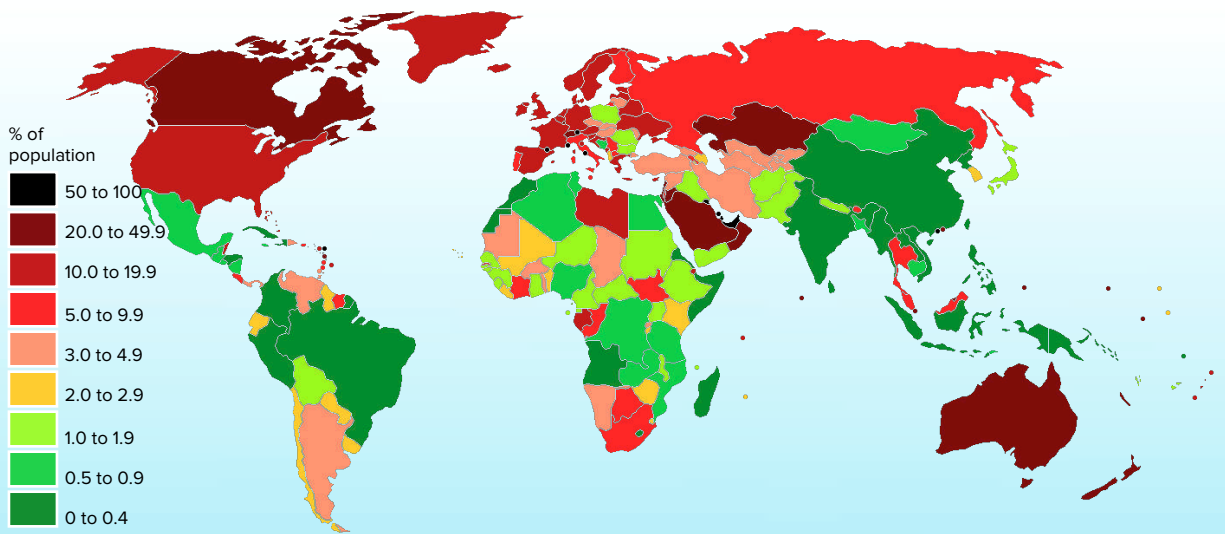 % of
population
50 to 100
20.0 to 49.9
10.0 to 19.9
5.0 to 9.9
3.0 to 4.9
2.0 to 2.9
1.0 to 1.9
0.5 to 0.9
0 to 0.4